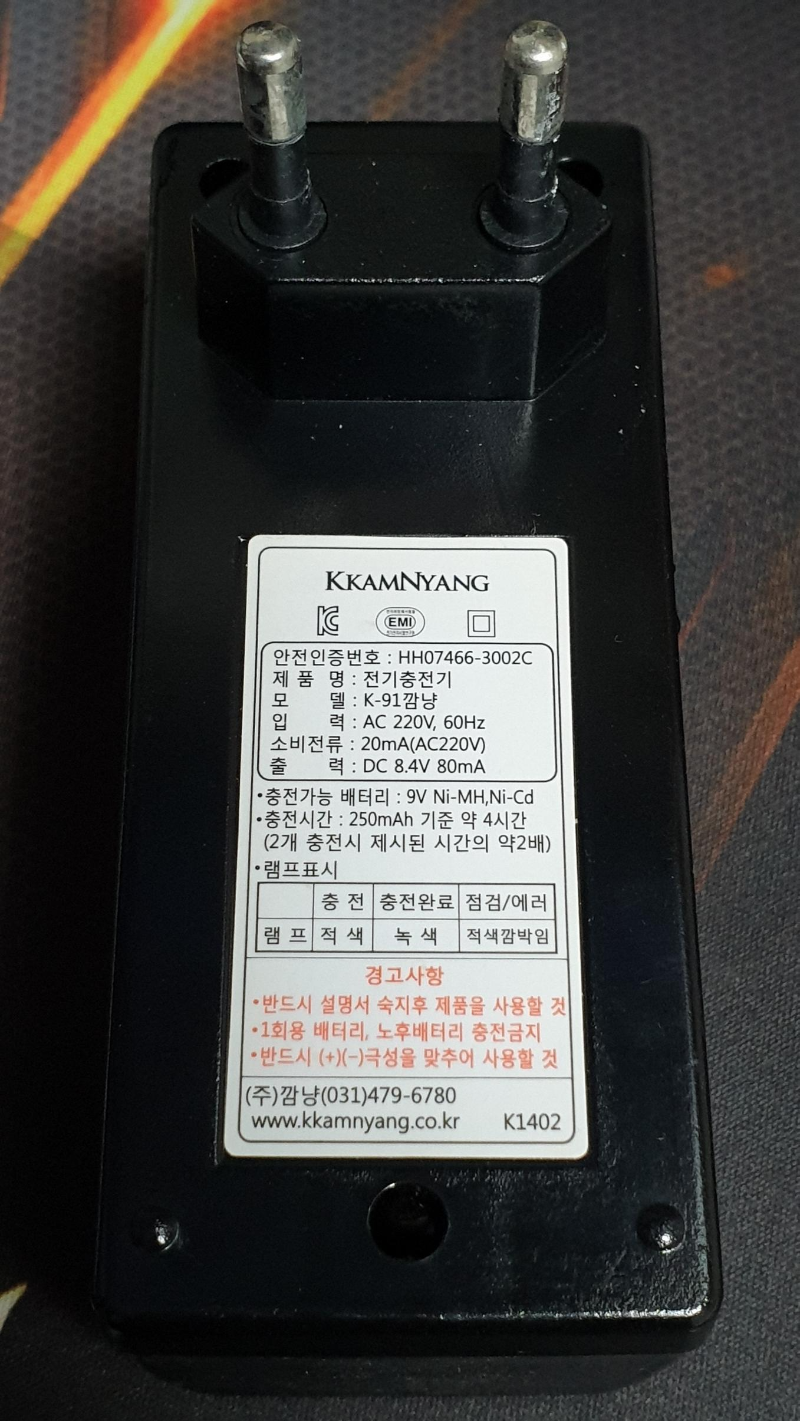 KKAMNYANG
EMI
안전인증번호 : HH07466-3002C
제 품 명 : 전기충전기
모 델 : K-91깜냥
입 력 : AC 220V, 60Hz
소비전류 : 20mA(AC220V)
출 력 : DC 8.4V 80mA
•충전가능 배터리 : 9V Ni-MH,Ni-Cd
•충전시간 : 250mAh 기준 약 4시간
(2개 충전시 제시된 시간의 약2배)
•램프표시
충 전 충전완료 점검/에러
램 프 적 색 녹 색 적색깜박임
경고사항
•반드시 설명서 숙지후 제품을 사용할 것
•1회용 배터리, 노후배터리 충전금지
•반드시 (+)(−)극성을 맞추어 사용할 것
(주)깜냥(031)479-6780
www.kkamnyang.co.kr K1402